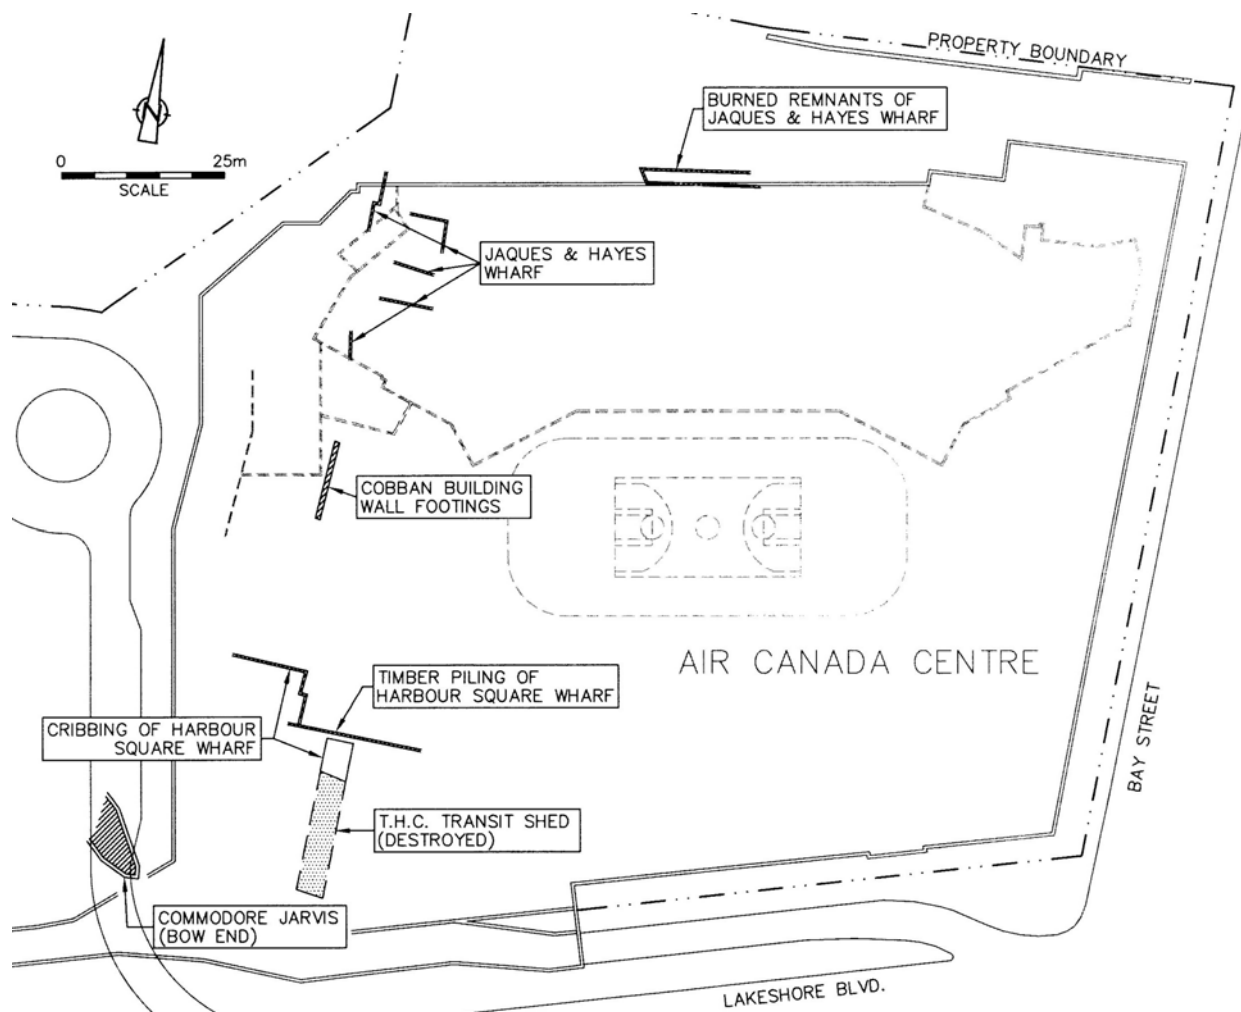 PROPERTY BOUNDARY
BURNED REMNANTS OF
JAQUES & HAYES WHARF
N
0 25m
SCALE
JAQUES & HAYES
WHARF
COBBAN BUILDING
WALL FOOTINGS
AIR CANADA CENTRE
TIMBER PILING OF
HARBOUR SQUARE WHARF
CRIBBING OF HARBOUR
SQUARE WHARF
BAY STREET
T.H.C. TRANSIT SHED
(DESTROYED)
COMMODORE JARVIS
(BOW END)
LAKESHORE BLVD.